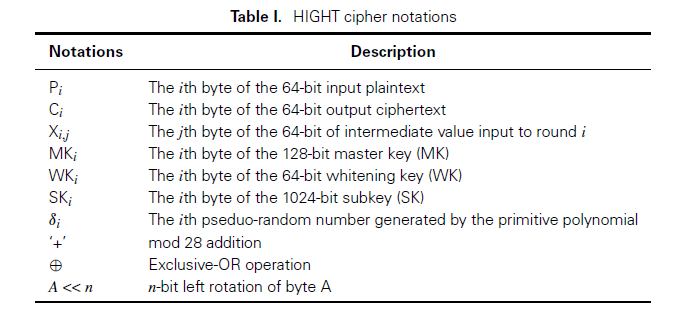 Table I. HIGHT cipher notations
Notations Description
Pi The ith byte of the 64-bit input plaintext
Ci The ith byte of the 64-bit output ciphertext
Xi,j The jth byte of the 64-bit of intermediate value input to round i
MKi The ith byte of the 128-bit master key (MK)
WKi The ith byte of the 64-bit whitening key (WK)
SKi The ith byte of the 1024-bit subkey (SK)
δi The ith pseduo-random number generated by the primitive polynomial
'+' mod 28 addition
⊕ Exclusive-OR operation
A << n n-bit left rotation of byte A